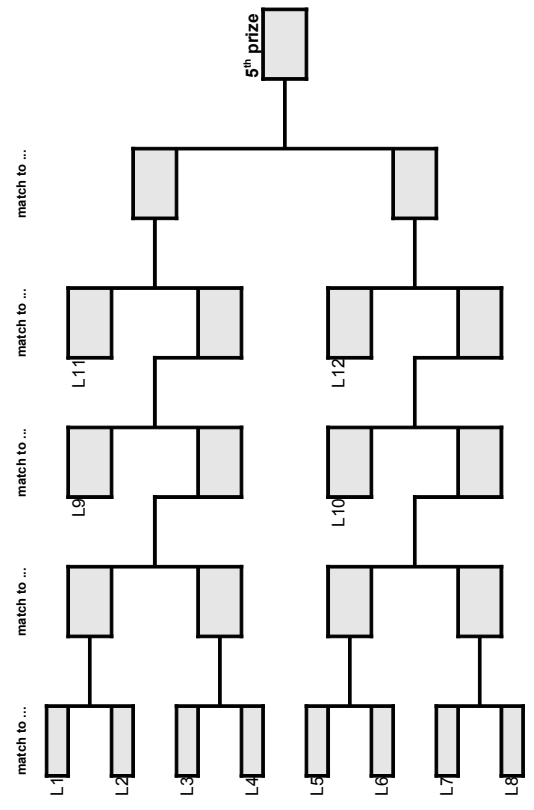 match to ...
match to ...
match to ...
match to ...
match to ...
L1
L9
L11
L2
L3
L4
5th prize
L5
L10
L12
L6
L7
L8